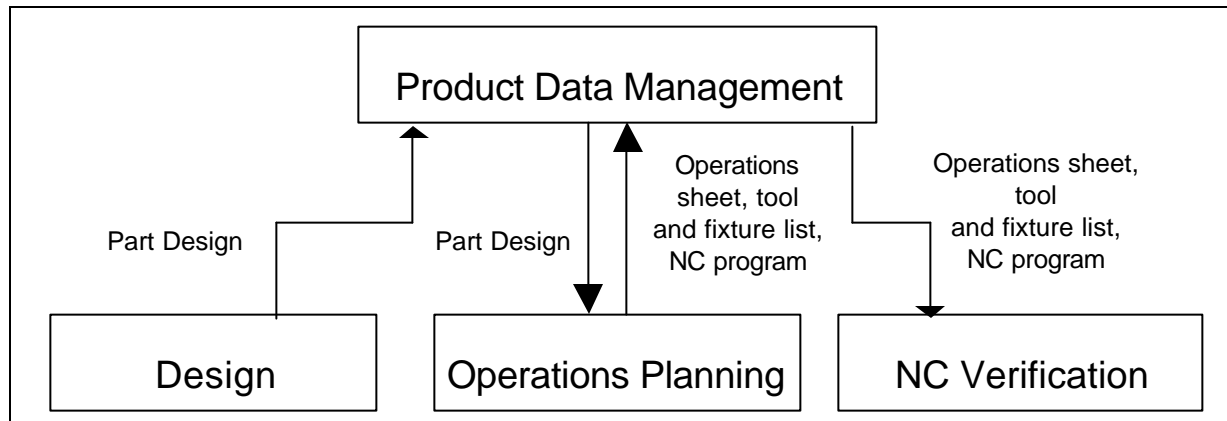 Product Data Management
Part Design
Part Design
Operations
sheet, tool
and fixture list,
NC program
Operations sheet,
tool
and fixture list,
NC program
Design
Operations Planning
NC Verification